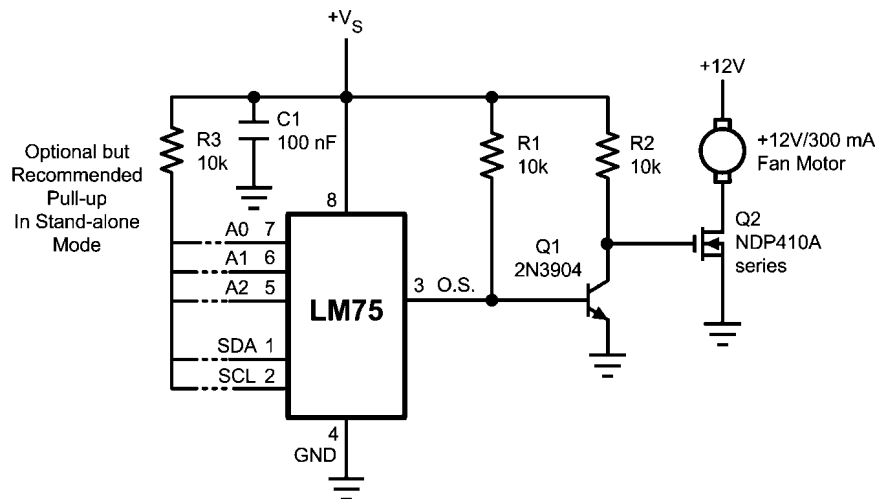 +VS
+12V
C1
100 nF
R3
10k
R1
10k
R2
10k
+12V/300 mA
Fan Motor
Optional but
Recommended
Pull-up
In Stand-alone
Mode
8
A0 7
A1 6
A2 5
SDA 1
SCL 2
LM75
3 O.S.
Q1
2N3904
Q2
NDP410A
series
4
GND